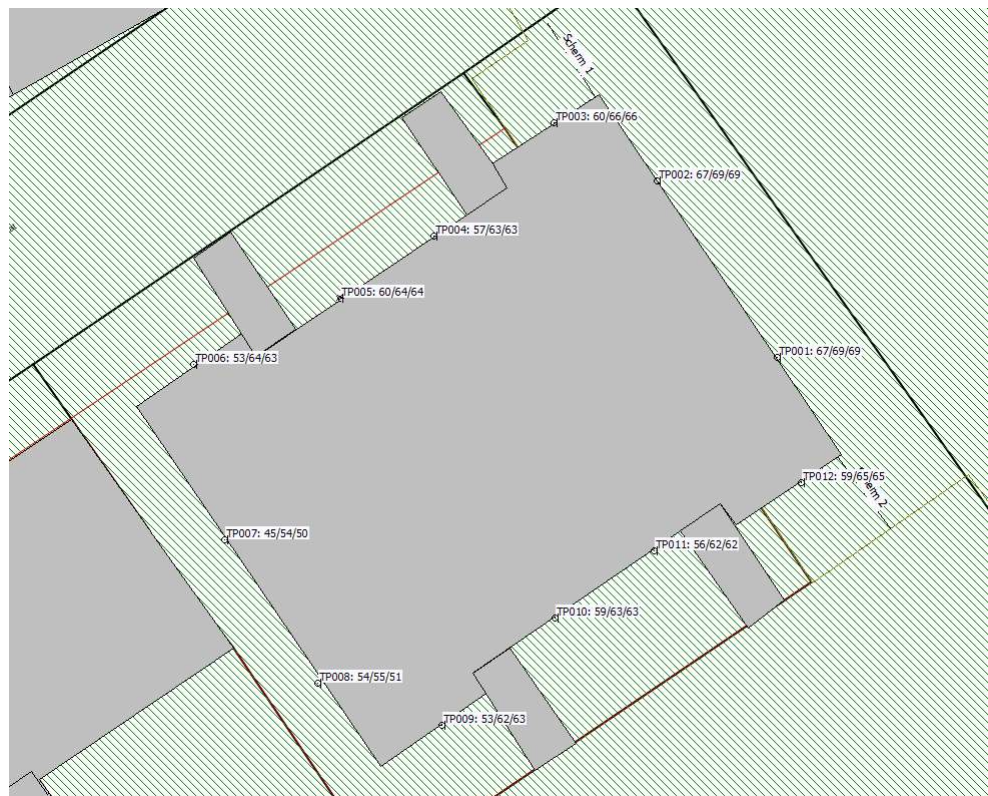 Scherm 1
TP003: 60/66/66
TP002: 67/69/69
TP004: 57/63/63
TP005: 60/64/64
TP001: 67/69/69
TP006: 53/64/63
TP012: 59/65/65
2
TP007: 45/54/50
TP011: 56/62/62
TP010: 59/63/63
TP008: 54/55/51
TP009: 53/62/63